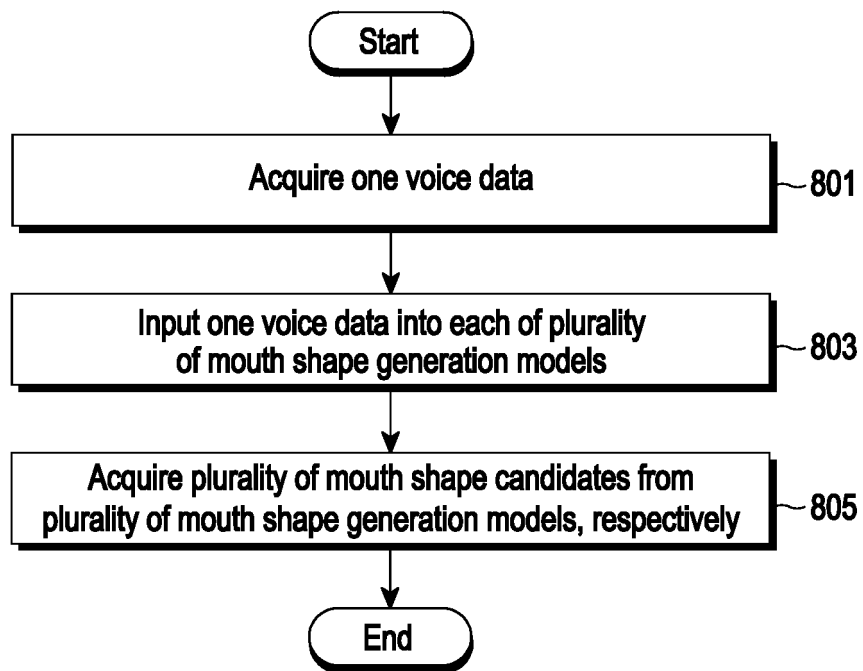 Start
Acquire one voice data
801
Input one voice data into each of plurality
of mouth shape generation models
803
Acquire plurality of mouth shape candidates from
plurality of mouth shape generation models, respectively
805
End